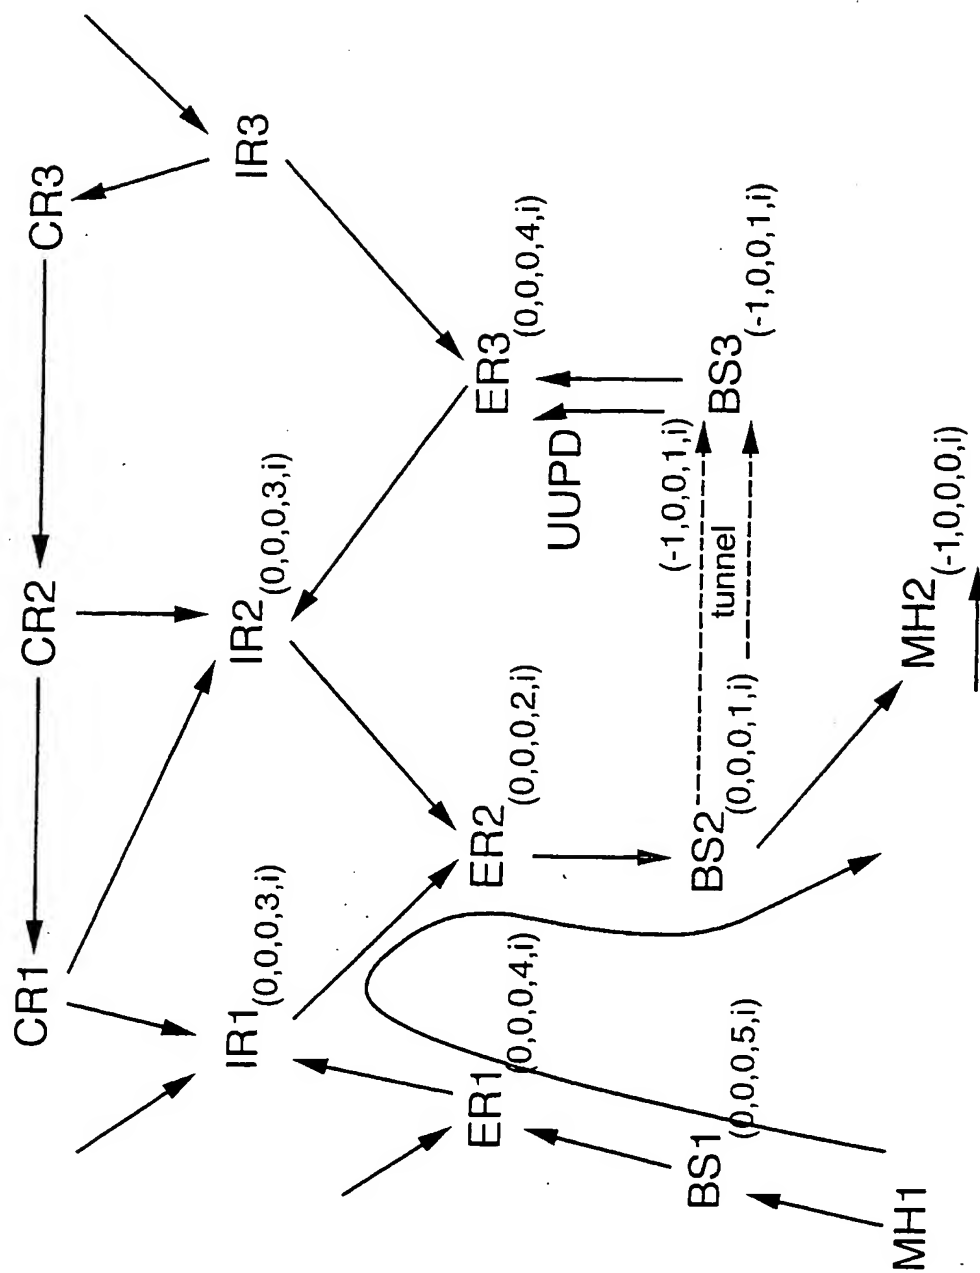 CR1
CR2
CR3
IR1(0,0,0,3,i)
IR2(0,0,0,3,i)
IR3
ER1(0,0,0,4,i)
ER2(0,0,0,2,i)
ER3(0,0,0,4,i)
UUPD
(-1,0,0,1,i)
tunnel
BS1(0,0,0,5,i)
BS2(0,0,0,1,i)
BS3(-1,0,0,1,i)
MH1
MH2(-1,0,0,0,i)